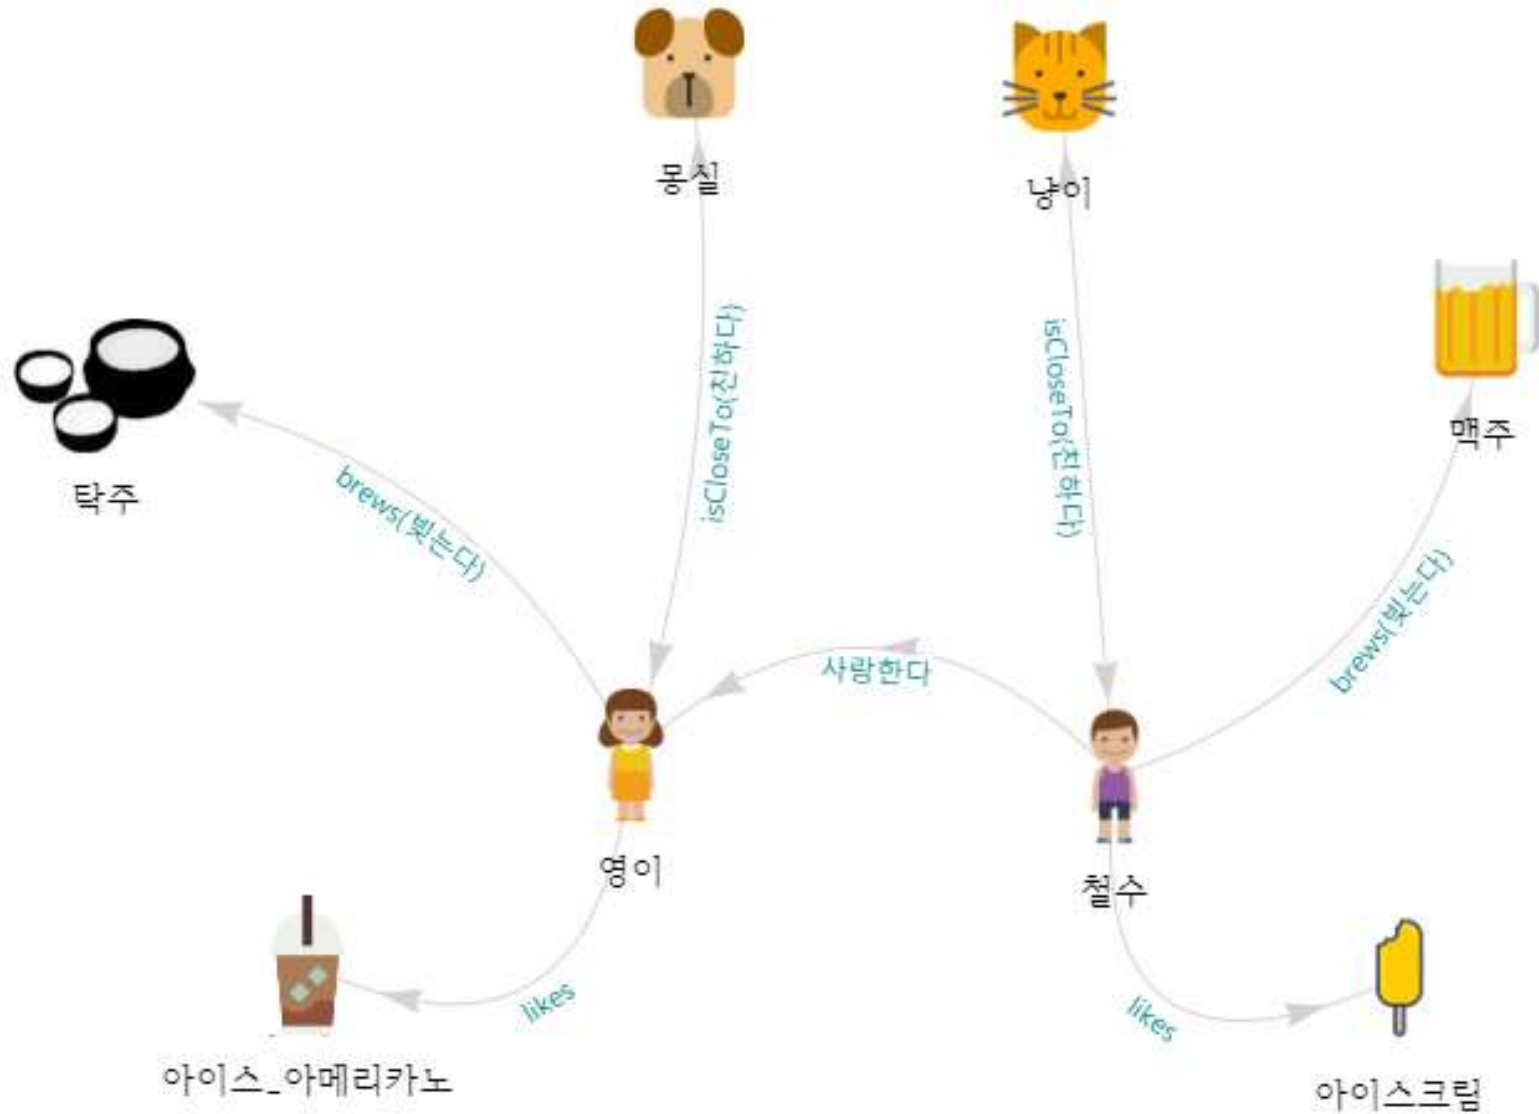 몽실
냥이
isCloseTo(친하다)
isCloseTo(친하다)
맥주
탁주
brews(빚는다)
brews(빚는다)
사랑한다
영이
철수
likes
likes
아이스_아메리카노
아이스크림